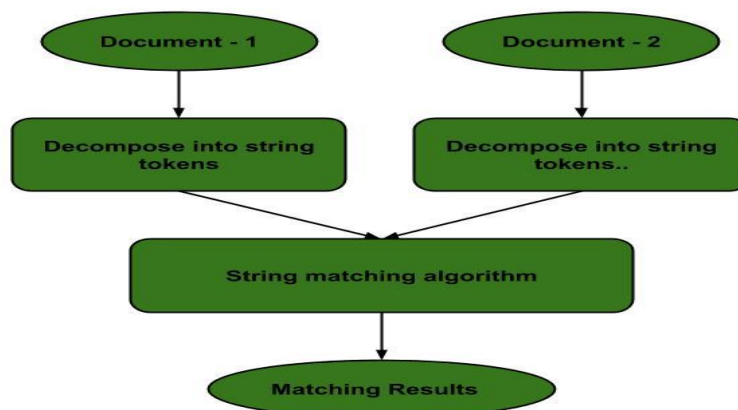 Document - 1
Document - 2
Decompose into string
tokens
Decompose into string
tokens..
String matching algorithm
Matching Results